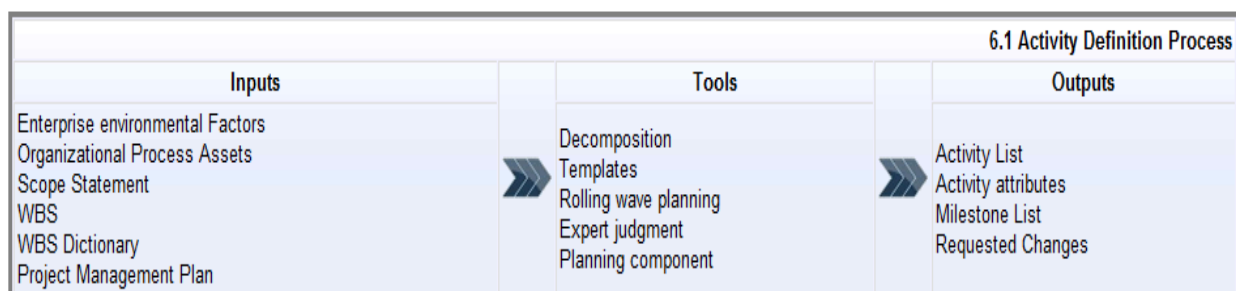 6.1 Activity Definition Process
Inputs
Tools
Outputs
Enterprise environmental Factors
Organizational Process Assets
Scope Statement
WBS
WBS Dictionary
Project Management Plan
Decomposition
Templates
Rolling wave planning
Expert judgment
Planning component
Activity List
Activity attributes
Milestone List
Requested Changes